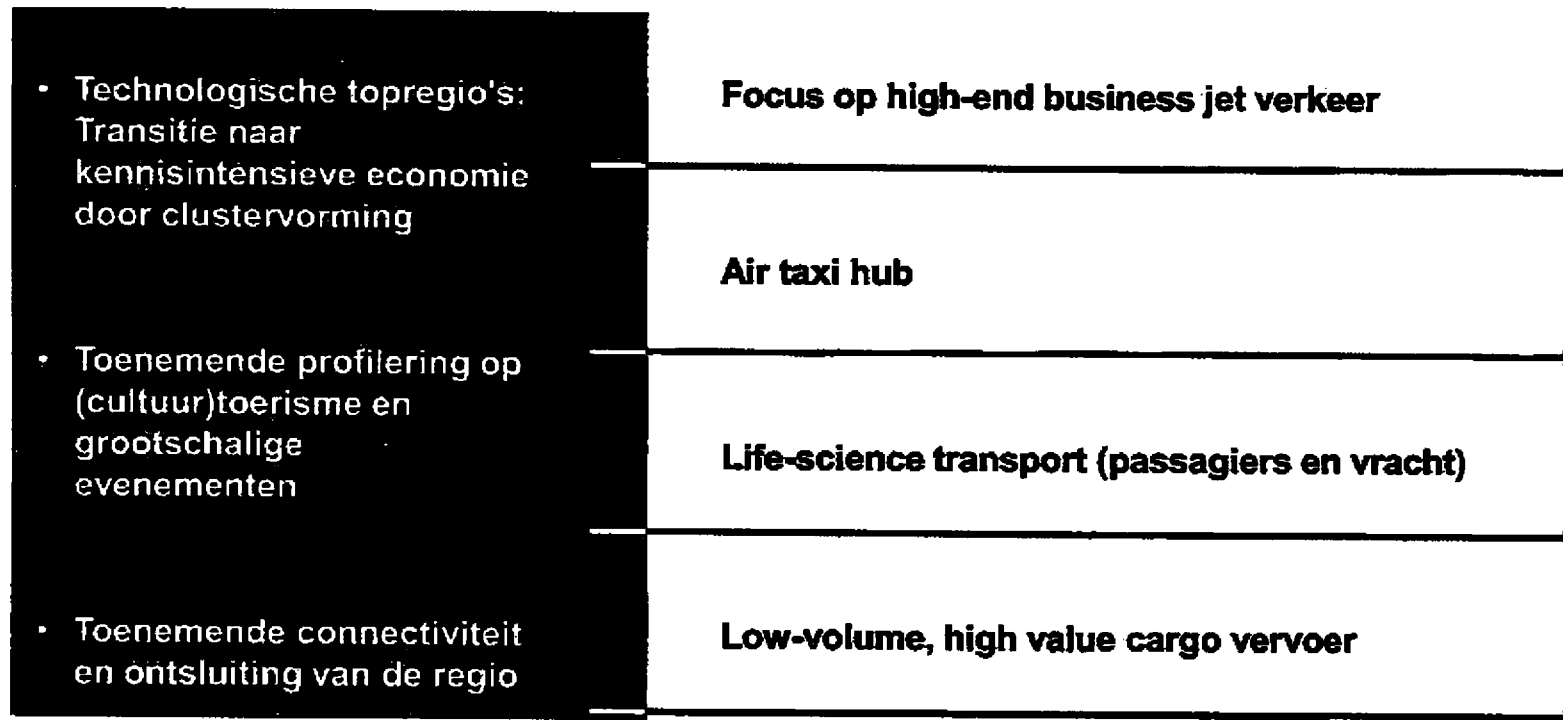 • Technologische topregio's:
Transitie naar
kennisintensieve economie
door clustervorming
• Toenemende profilering op
(cultuur)toerisme en
grootschalige
evenementen
• Toenemende connectiviteit
en ontsluiting van de regio
Focus op high-end business jet verkeer
Air taxi hub
Life-science transport (passagiers en vracht)
Low-volume, high value cargo vervoer